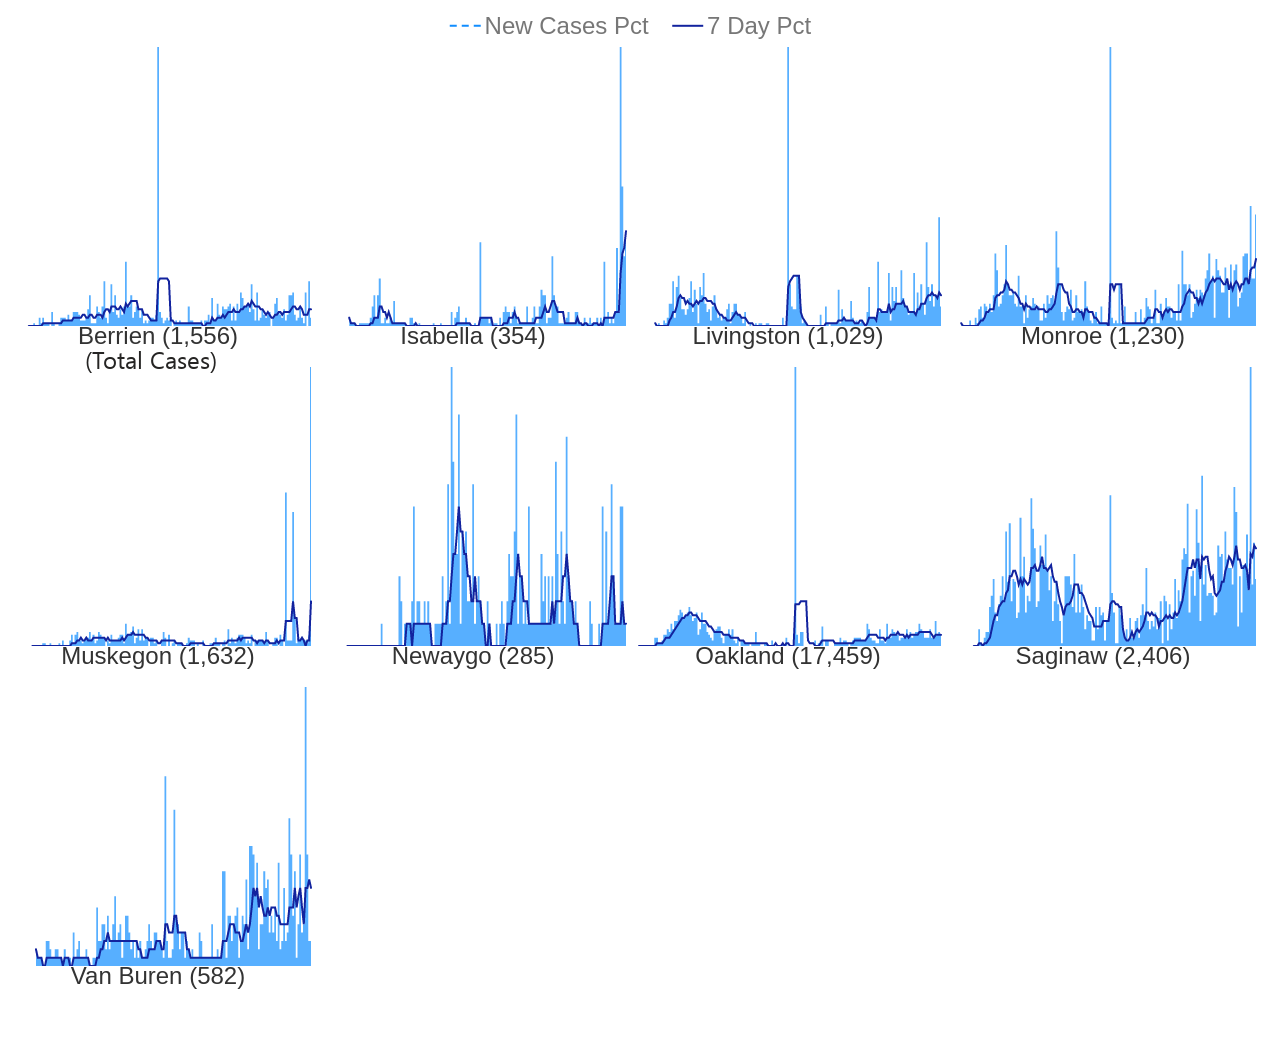 New Cases Pct 7 Day Pct
Berrien (1,556) Isabella (354) Livingston (1,029) Monroe (1,230)
(Total Cases)
Muskegon (1,632) Newaygo (285) Oakland (17,459) Saginaw (2,406)
Van Buren (582)